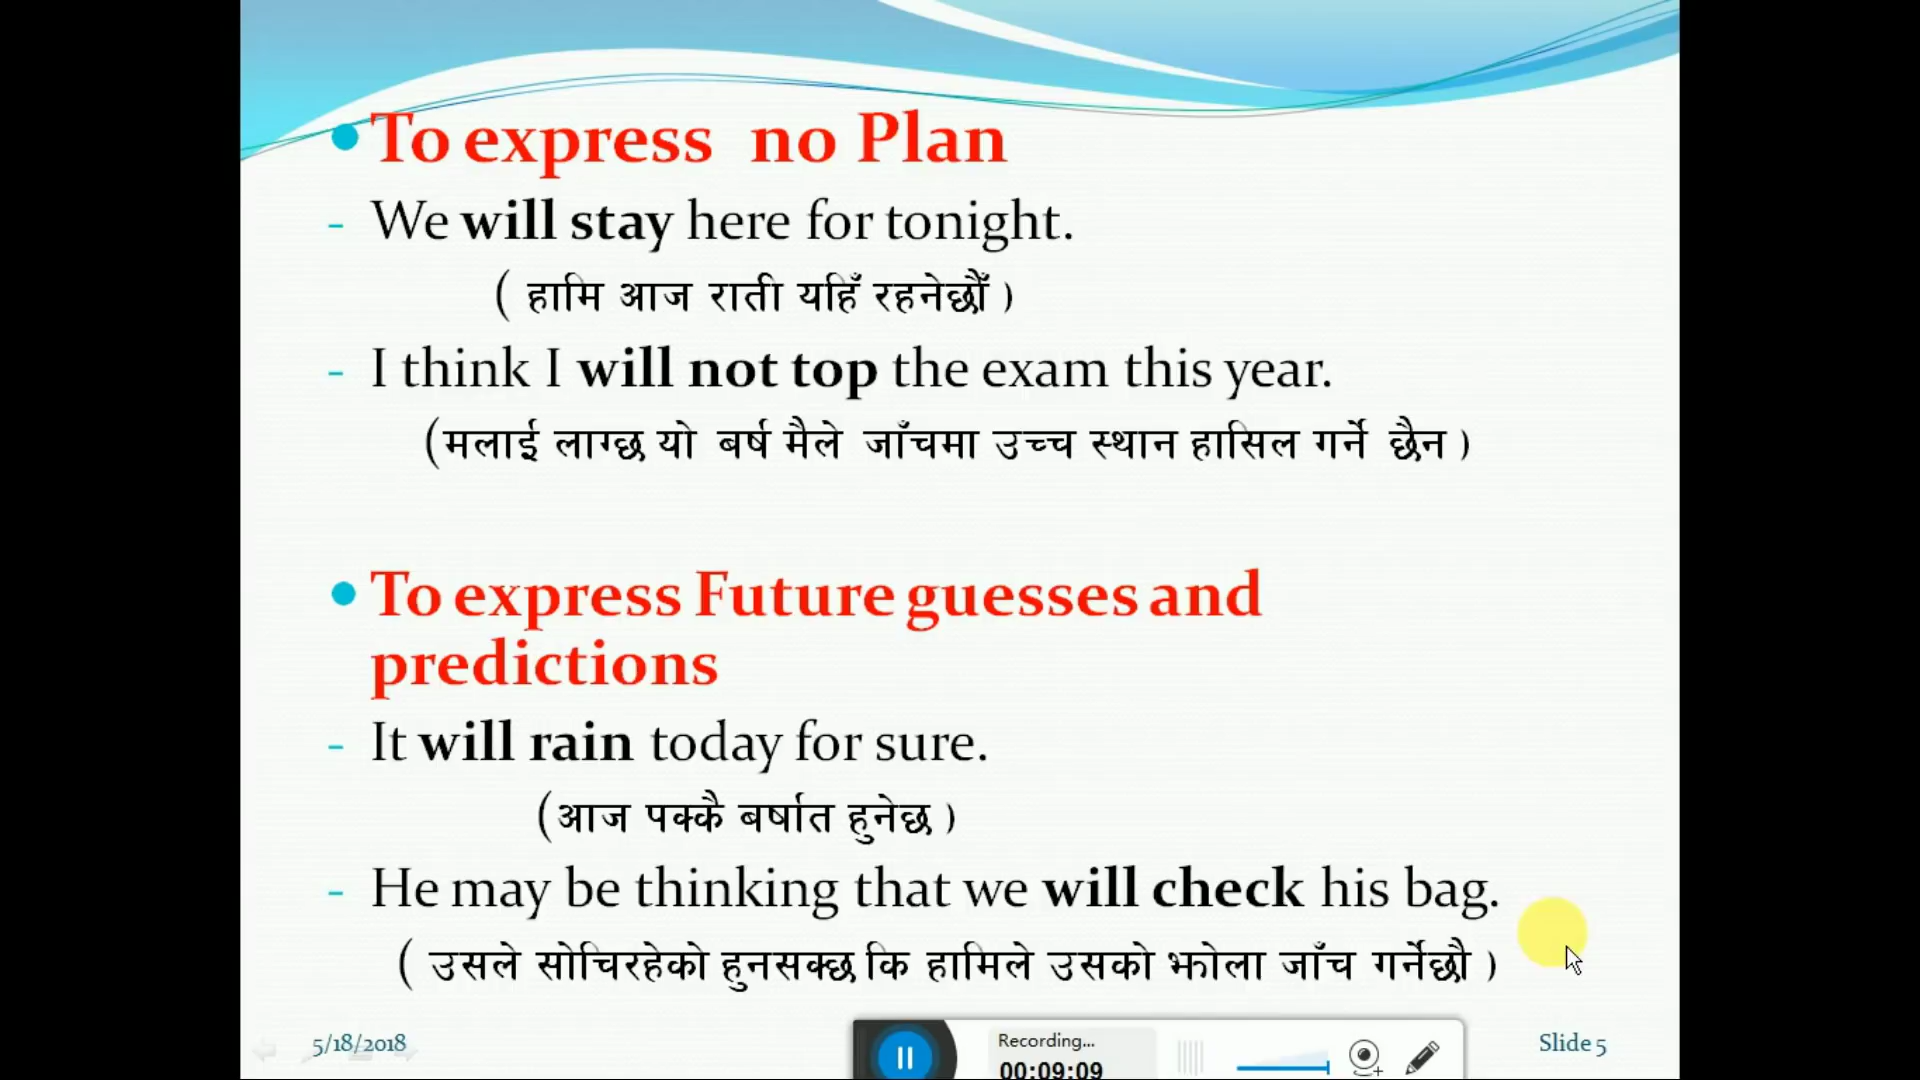 • To express no Plan
- We will stay here for tonight.
( हामि आज राती यहिँ रहनेछौँ )
- I think I will not top the exam this year.
(मलाई लाग्छ यो बर्ष मैले जाँचमा उच्च स्थान हासिल गर्ने छैन )
• To express Future guesses and
predictions
- It will rain today for sure.
(आज पक्कै बर्षात हुनेछ )
- He may be thinking that we will check his bag.
( उसले सोचिरहेको हुनसक्छ कि हामिले उसको झोला जाँच गर्नेछौ )
5/18/2018
Recording...
00:09:09
Slide 5